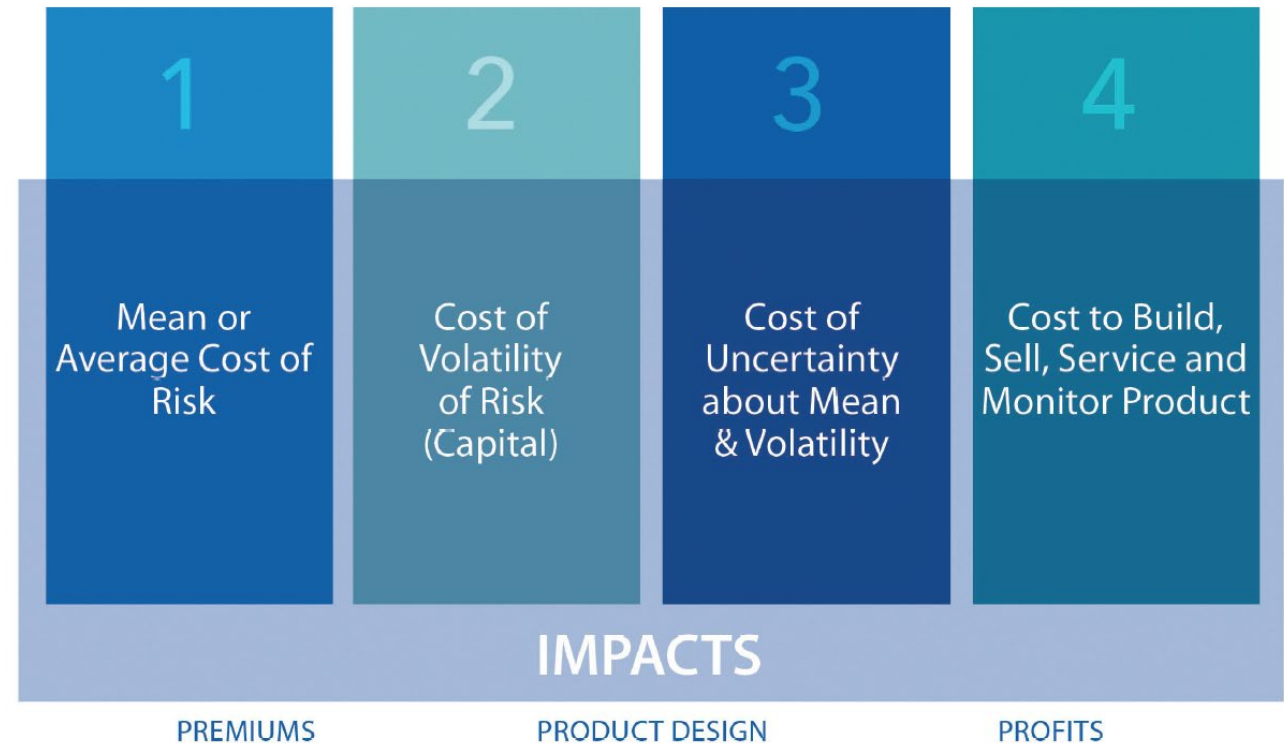 1
2
3
4
Mean or
Average Cost of
Risk
Cost of
Volatility
of Risk
(Capital)
Cost of
Uncertainty
about Mean
& Volatility
Cost to Build,
Sell, Service and
Monitor Product
IMPACTS
PREMIUMS
PRODUCT DESIGN
PROFITS